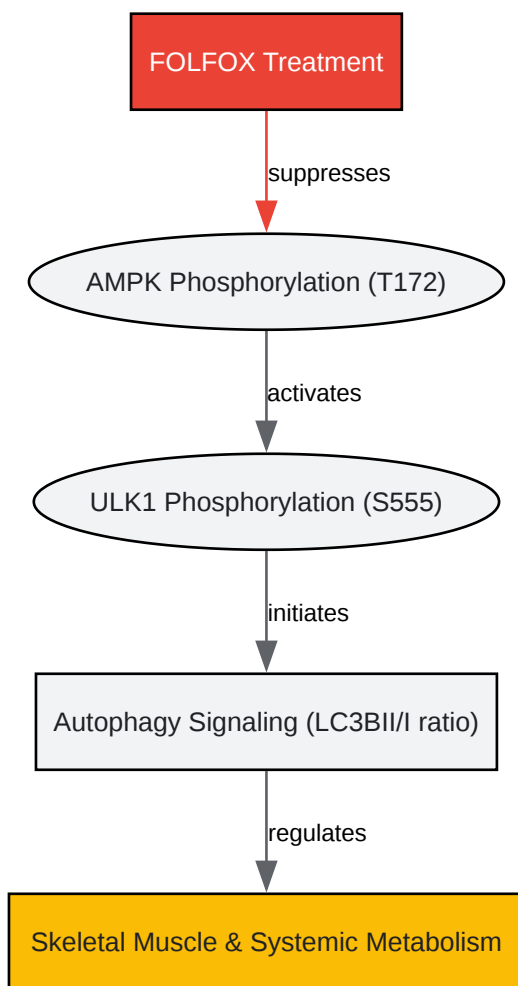 FOLFOX Treatment
suppresses
AMPK Phosphorylation (T172)
activates
ULK1 Phosphorylation (S555)
initiates
Autophagy Signaling (LC3BII/I ratio)
regulates
Skeletal Muscle & Systemic Metabolism